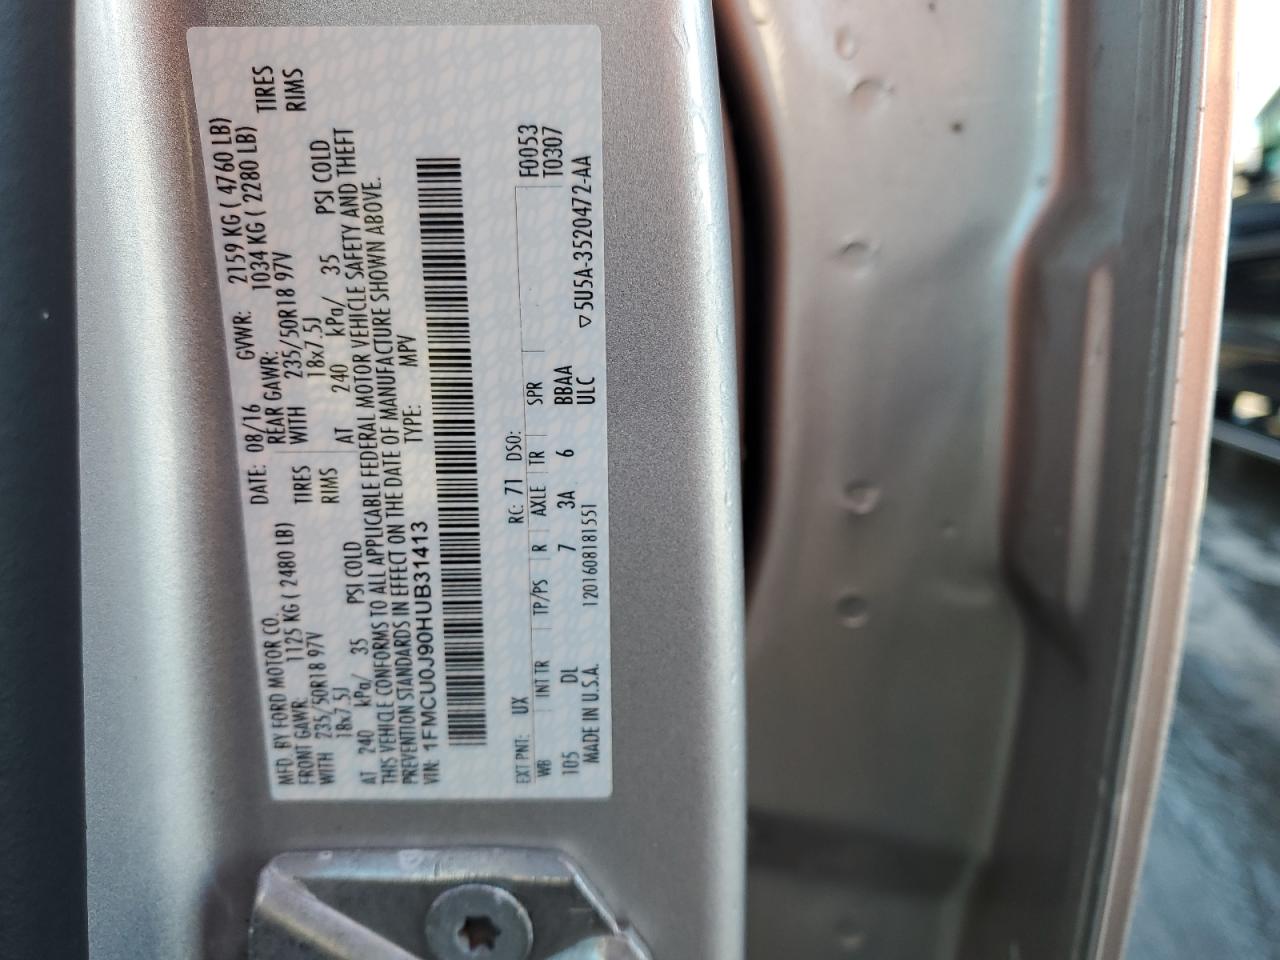 MFD. BY FORD MOTOR CO.
DATE: 08/16 GVWR: 2159 KG ( 4760 LB)
FRONT GAWR: 1125 KG ( 2480 LB) REAR GAWR: 1034 KG ( 2280 LB)
WITH 235/50R18 97V TIRES WITH 235/50R18 97V TIRES
18x7.5J RIMS 18x7.5J RIMS
AT 240 kPa/ 35 PSI COLD AT 240 kPa/ 35 PSI COLD
THIS VEHICLE CONFORMS TO ALL APPLICABLE FEDERAL MOTOR VEHICLE SAFETY AND THEFT
PREVENTION STANDARDS IN EFFECT ON THE DATE OF MANUFACTURE SHOWN ABOVE.
VIN: 1FMCU0J90HUB31413 TYPE: MPV
EXT PNT: UX RC: 71 DSO: F0053
WB INT TR TP/PS R AXLE TR SPR T0307
105 DL 7 3A 6 BBAA
MADE IN U.S.A. 120160818155​1 ULC ▽5U5A-3520472-AA